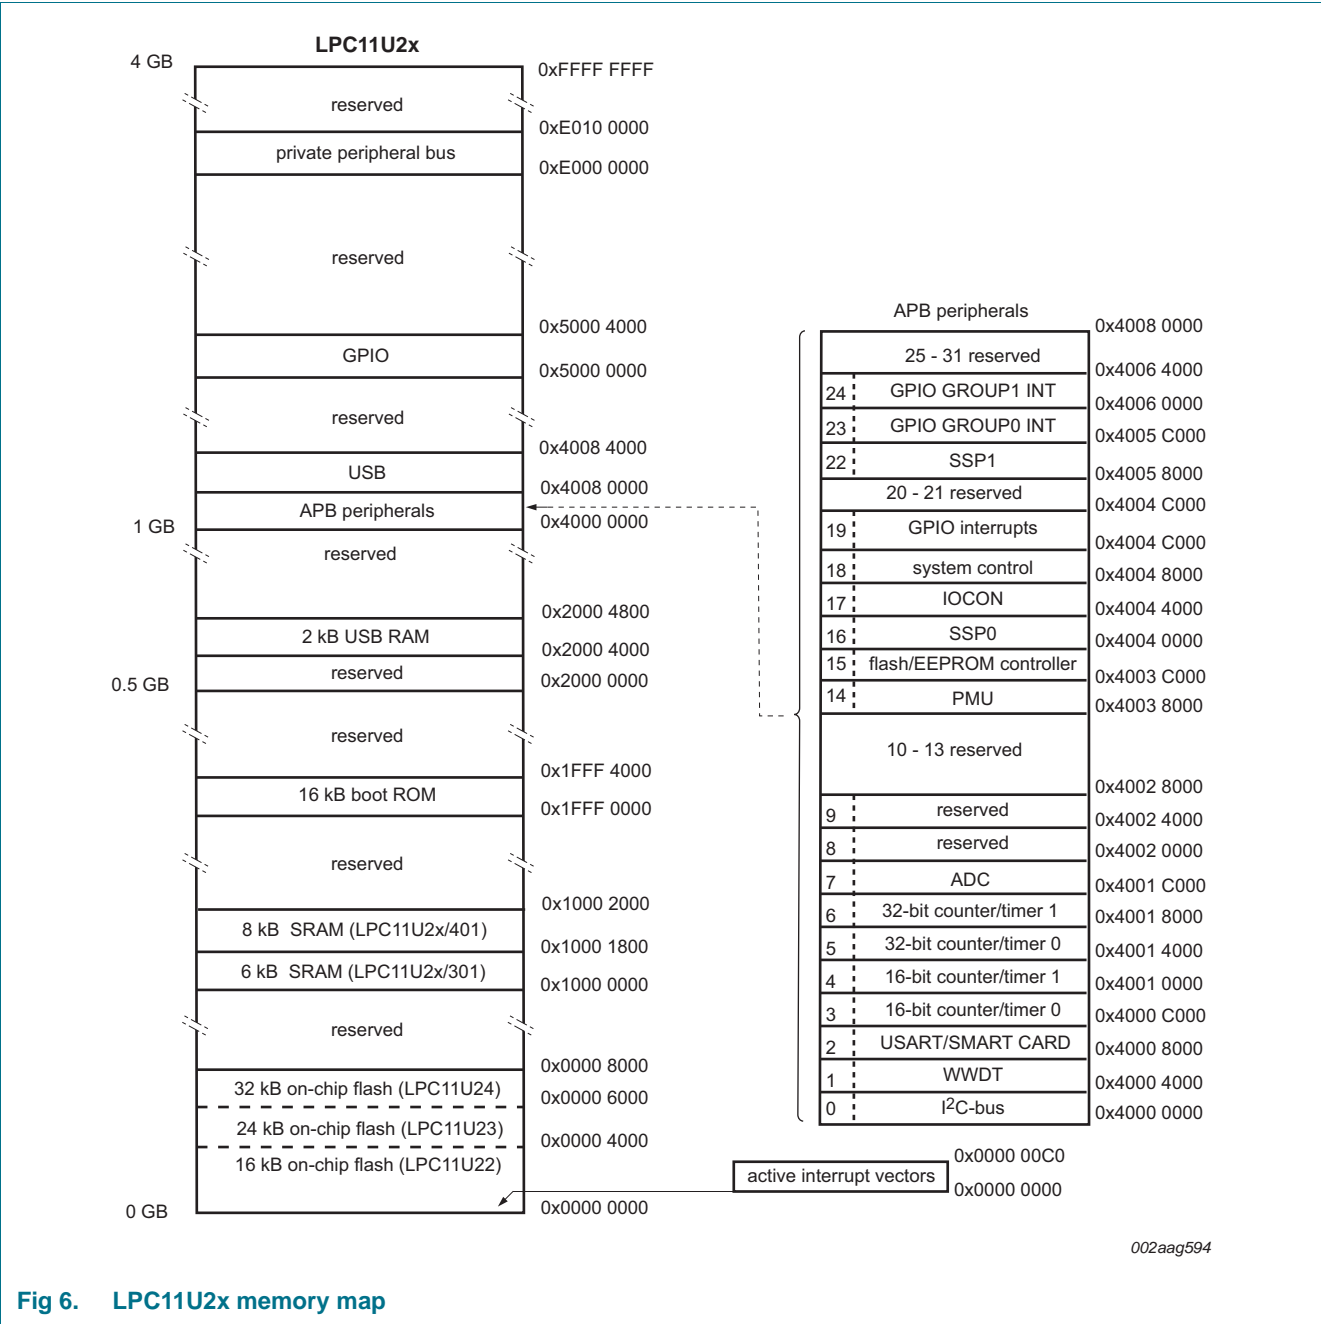 LPC11U2x
4 GB
0xFFFF FFFF
reserved
0xE010 0000
private peripheral bus
0xE000 0000
reserved
0x5000 4000
GPIO
0x5000 0000
reserved
0x4008 4000
USB
0x4008 0000
APB peripherals
0x4000 0000
1 GB
reserved
0x2000 4800
2 kB USB RAM
0x2000 4000
reserved
0x2000 0000
0.5 GB
reserved
0x1FFF 4000
16 kB boot ROM
0x1FFF 0000
reserved
0x1000 2000
8 kB SRAM (LPC11U2x/401)
0x1000 1800
6 kB SRAM (LPC11U2x/301)
0x1000 0000
reserved
0x0000 8000
32 kB on-chip flash (LPC11U24)
0x0000 6000
24 kB on-chip flash (LPC11U23)
0x0000 4000
16 kB on-chip flash (LPC11U22)
0 GB
0x0000 0000
APB peripherals
0x4008 0000
25 - 31 reserved
0x4006 4000
24 GPIO GROUP1 INT
0x4006 0000
23 GPIO GROUP0 INT
0x4005 C000
22 SSP1
0x4005 8000
20 - 21 reserved
0x4004 C000
19 GPIO interrupts
0x4004 C000
18 system control
0x4004 8000
17 IOCON
0x4004 4000
16 SSP0
0x4004 0000
15 flash/EEPROM controller
0x4003 C000
14 PMU
0x4003 8000
10 - 13 reserved
0x4002 8000
9 reserved
0x4002 4000
8 reserved
0x4002 0000
7 ADC
0x4001 C000
6 32-bit counter/timer 1
0x4001 8000
5 32-bit counter/timer 0
0x4001 4000
4 16-bit counter/timer 1
0x4001 0000
3 16-bit counter/timer 0
0x4000 C000
2 USART/SMART CARD
0x4000 8000
1 WWDT
0x4000 4000
0 I2C-bus
0x4000 0000
0x0000 00C0
active interrupt vectors
0x0000 0000
002aag594
Fig 6. LPC11U2x memory map